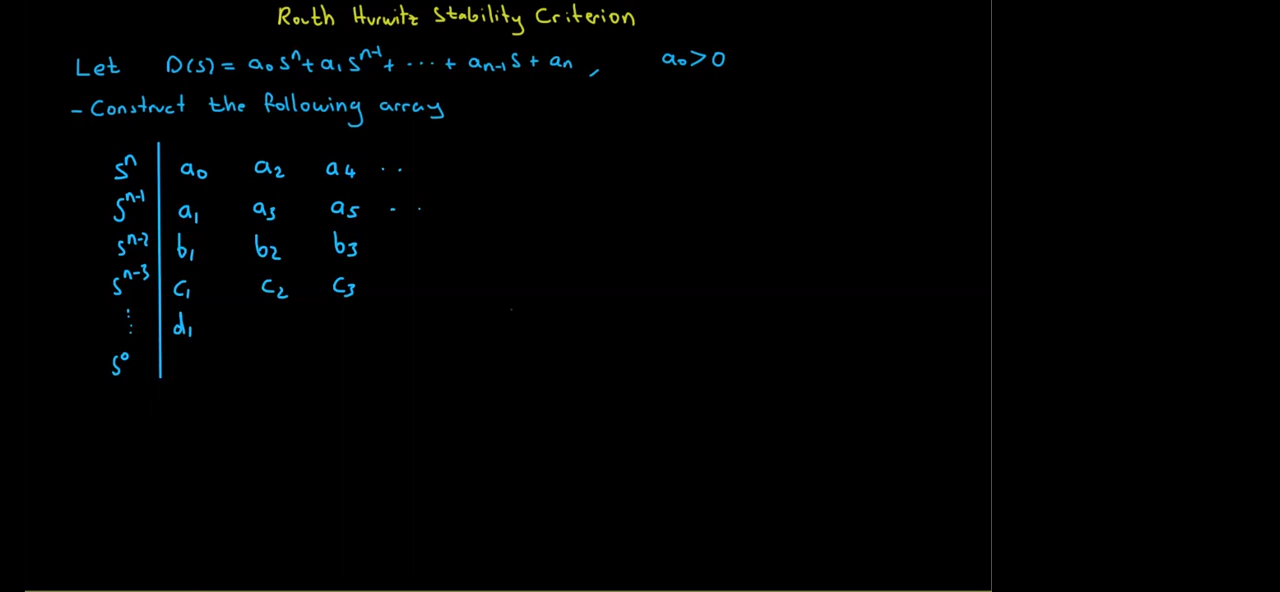 Routh Hurwitz Stability Criterion
Let D(s) = a₀sⁿ + a₁sⁿ⁻¹ + ··· + aₙ₋₁s + aₙ , a₀ > 0
- Construct the following array
sⁿ | a₀ a₂ a₄ ··
sⁿ⁻¹ | a₁ a₃ a₅ ··
sⁿ⁻² | b₁ b₂ b₃
sⁿ⁻³ | c₁ c₂ c₃
⋮ | d₁
s⁰ |